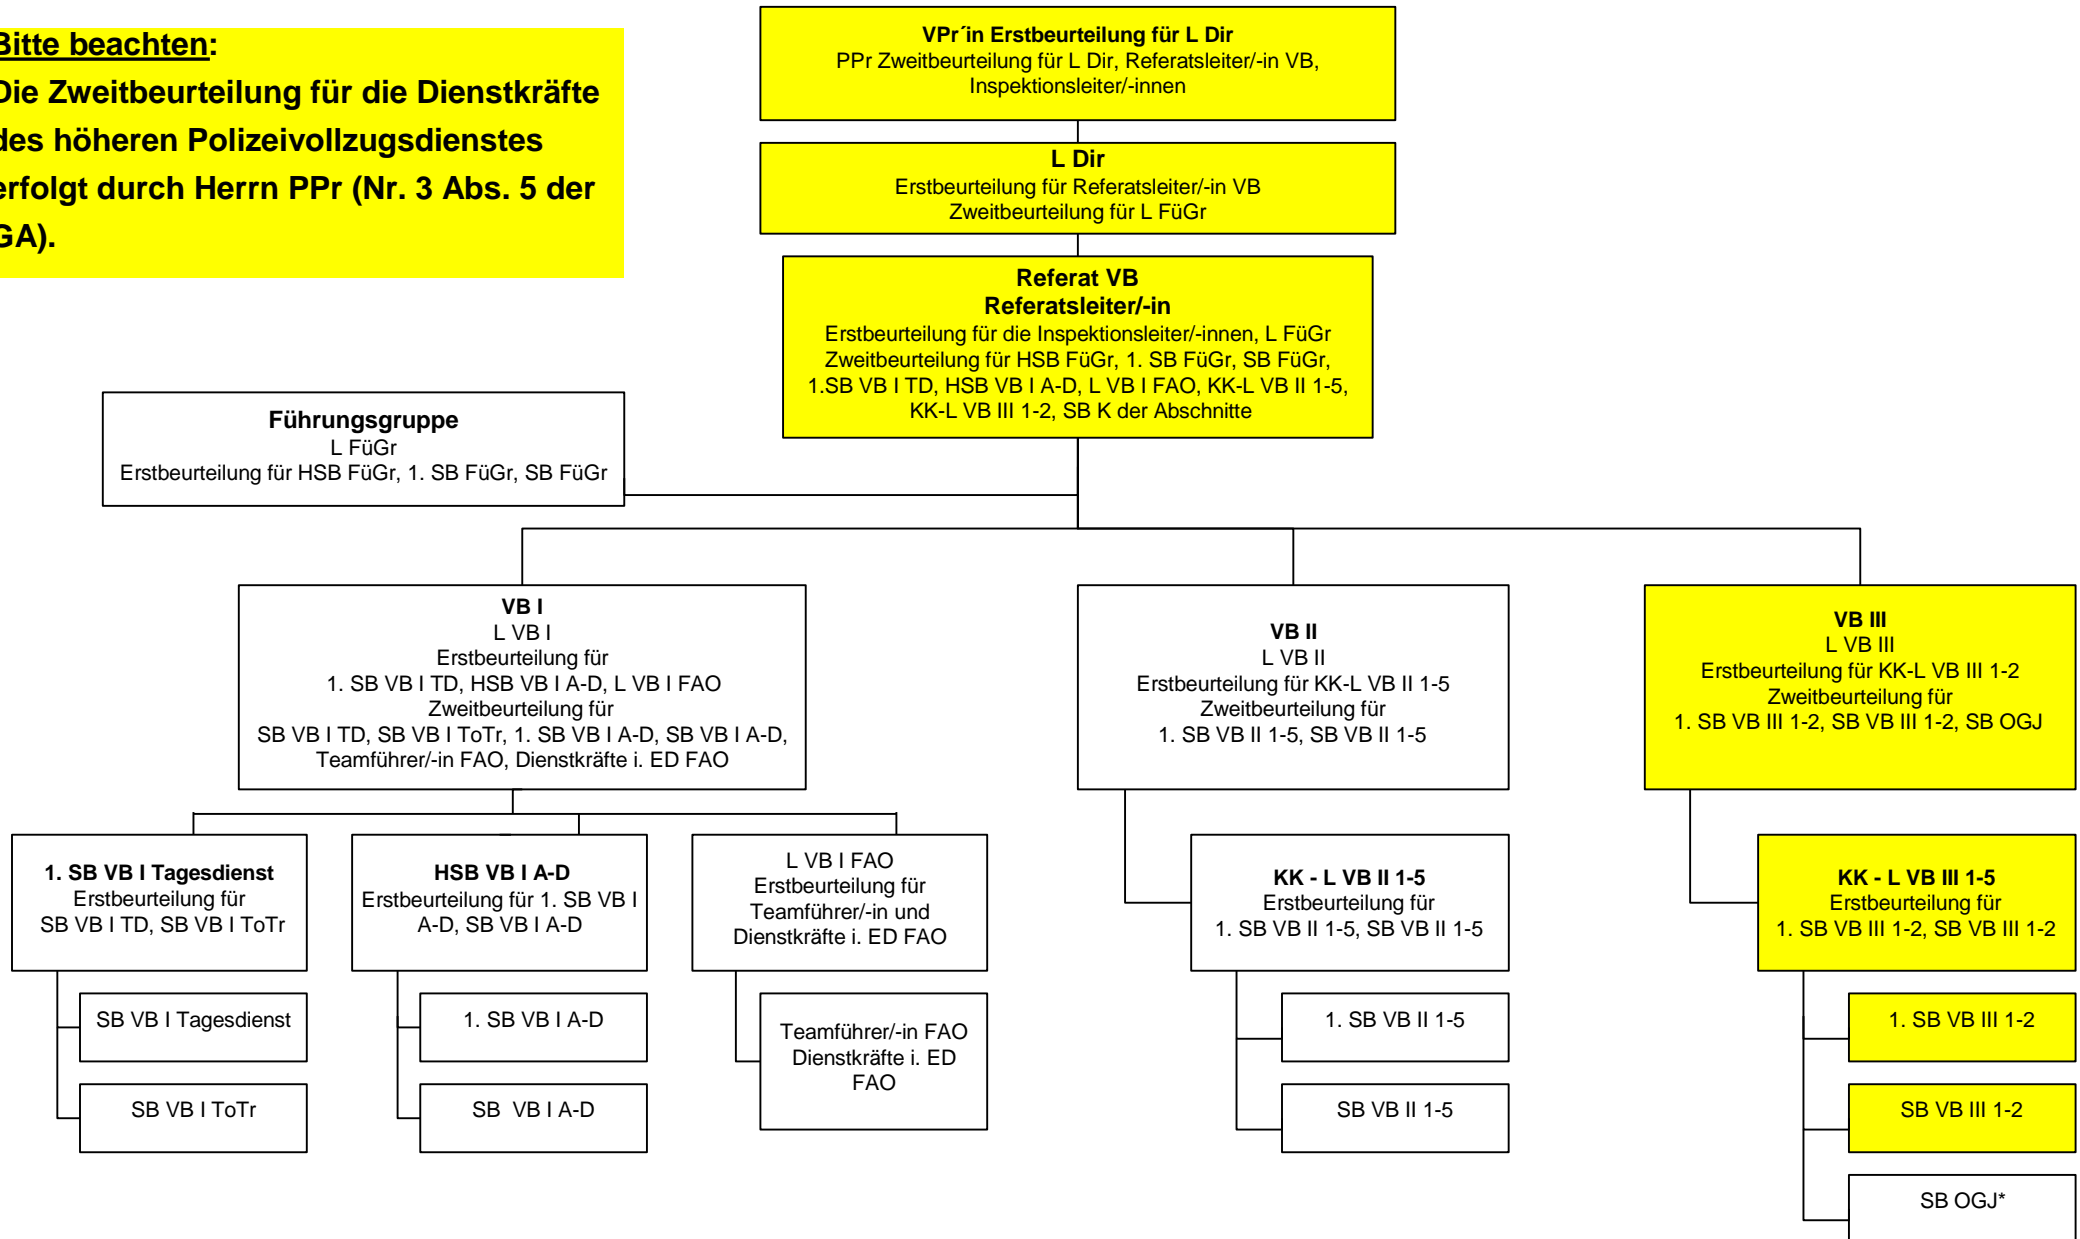 Bitte beachten:
Die Zweitbeurteilung für die Dienstkräfte
des höheren Polizeivollzugsdienstes
erfolgt durch Herrn PPr (Nr. 3 Abs. 5 der
GA).
VPr´in Erstbeurteilung für L Dir
PPr Zweitbeurteilung für L Dir, Referatsleiter/-in VB,
Inspektionsleiter/-innen
L Dir
Erstbeurteilung für Referatsleiter/-in VB
Zweitbeurteilung für L FüGr
Referat VB
Referatsleiter/-in
Erstbeurteilung für die Inspektionsleiter/-innen, L FüGr
Zweitbeurteilung für HSB FüGr, 1. SB FüGr, SB FüGr,
1.SB VB I TD, HSB VB I A-D, L VB I FAO, KK-L VB II 1-5,
KK-L VB III 1-2, SB K der Abschnitte
Führungsgruppe
L FüGr
Erstbeurteilung für HSB FüGr, 1. SB FüGr, SB FüGr
VB I
L VB I
Erstbeurteilung für
1. SB VB I TD, HSB VB I A-D, L VB I FAO
Zweitbeurteilung für
SB VB I TD, SB VB I ToTr, 1. SB VB I A-D, SB VB I A-D,
Teamführer/-in FAO, Dienstkräfte i. ED FAO
VB II
L VB II
Erstbeurteilung für KK-L VB II 1-5
Zweitbeurteilung für
1. SB VB II 1-5, SB VB II 1-5
VB III
L VB III
Erstbeurteilung für KK-L VB III 1-2
Zweitbeurteilung für
1. SB VB III 1-2, SB VB III 1-2, SB OGJ
1. SB VB I Tagesdienst
Erstbeurteilung für
SB VB I TD, SB VB I ToTr
HSB VB I A-D
Erstbeurteilung für 1. SB VB I
A-D, SB VB I A-D
L VB I FAO
Erstbeurteilung für
Teamführer/-in und
Dienstkräfte i. ED FAO
KK - L VB II 1-5
Erstbeurteilung für
1. SB VB II 1-5, SB VB II 1-5
KK - L VB III 1-5
Erstbeurteilung für
1. SB VB III 1-2, SB VB III 1-2
SB VB I Tagesdienst
SB VB I ToTr
1. SB VB I A-D
SB VB I A-D
Teamführer/-in FAO
Dienstkräfte i. ED
FAO
1. SB VB II 1-5
SB VB II 1-5
1. SB VB III 1-2
SB VB III 1-2
SB OGJ*